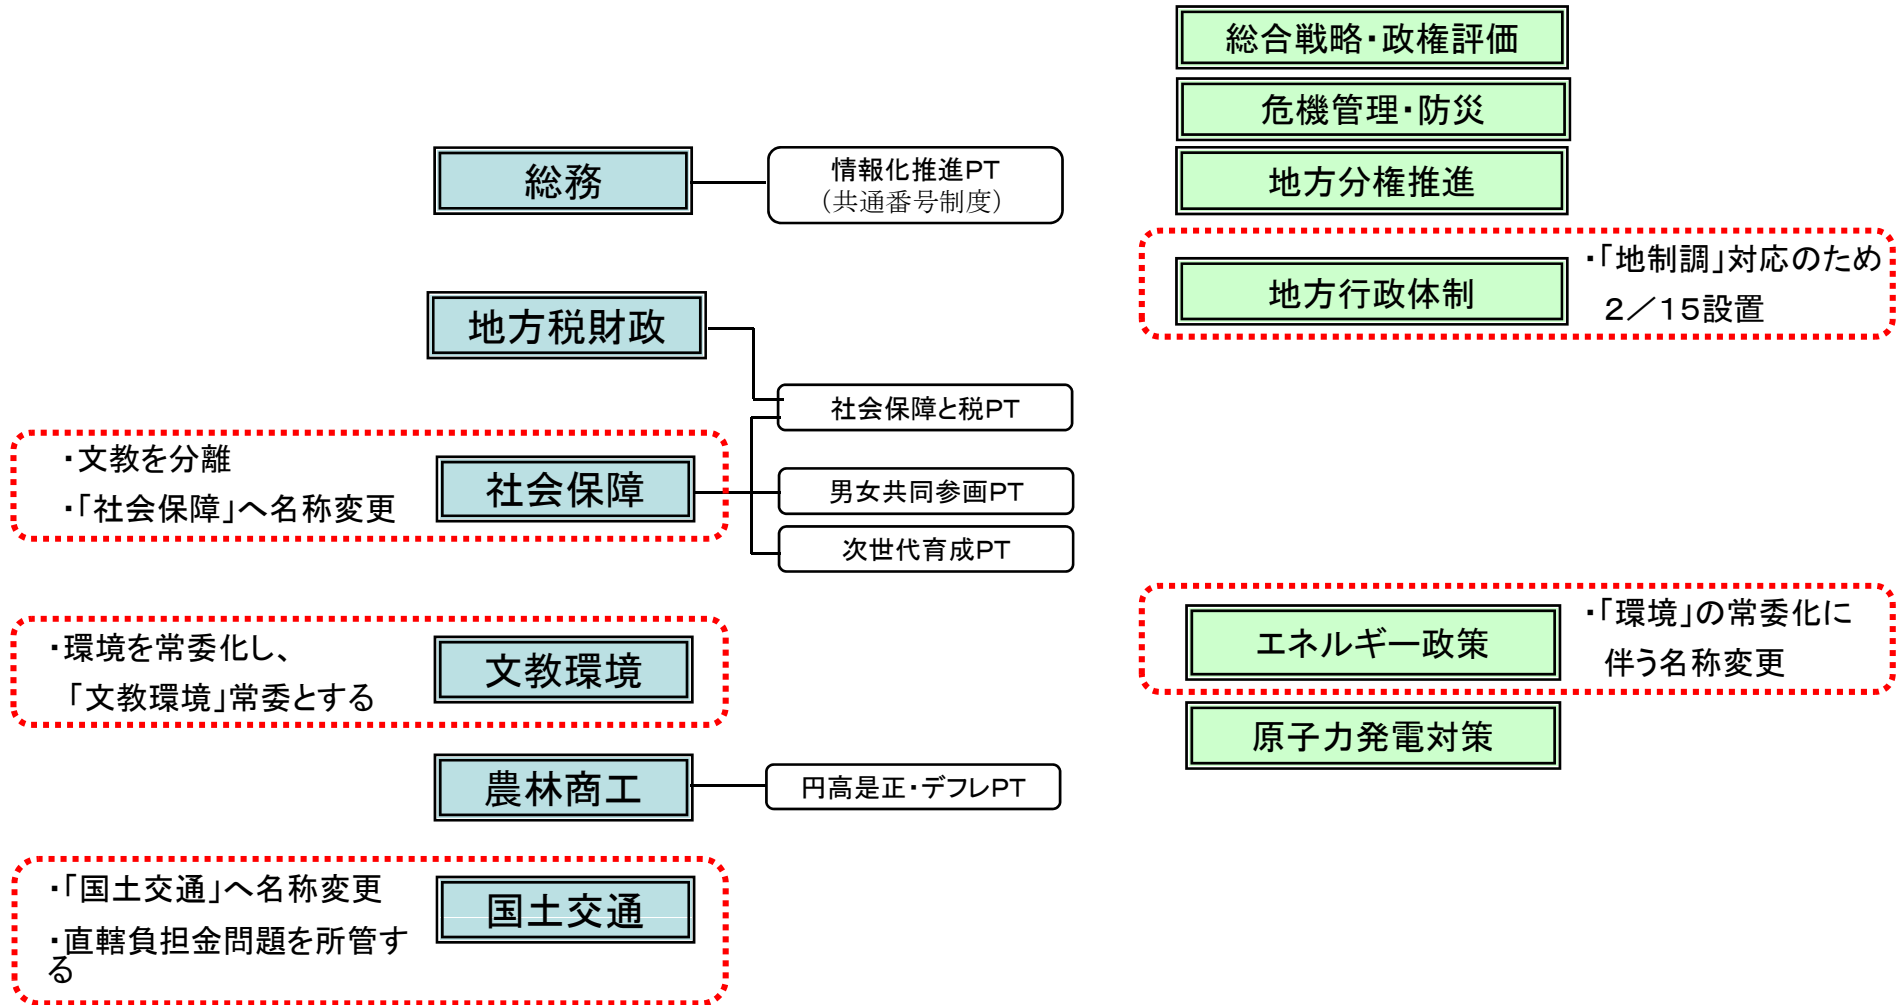 総務
情報化推進PT
（共通番号制度）
地方税財政
社会保障と税PT
・文教を分離
・「社会保障」へ名称変更
社会保障
男女共同参画PT
次世代育成PT
・環境を常委化し、
「文教環境」常委とする
文教環境
農林商工
円高是正・デフレPT
・「国土交通」へ名称変更
・直轄負担金問題を所管す
る
国土交通
総合戦略・政権評価
危機管理・防災
地方分権推進
地方行政体制
・「地制調」対応のため
２／１５設置
エネルギー政策
・「環境」の常委化に
伴う名称変更
原子力発電対策